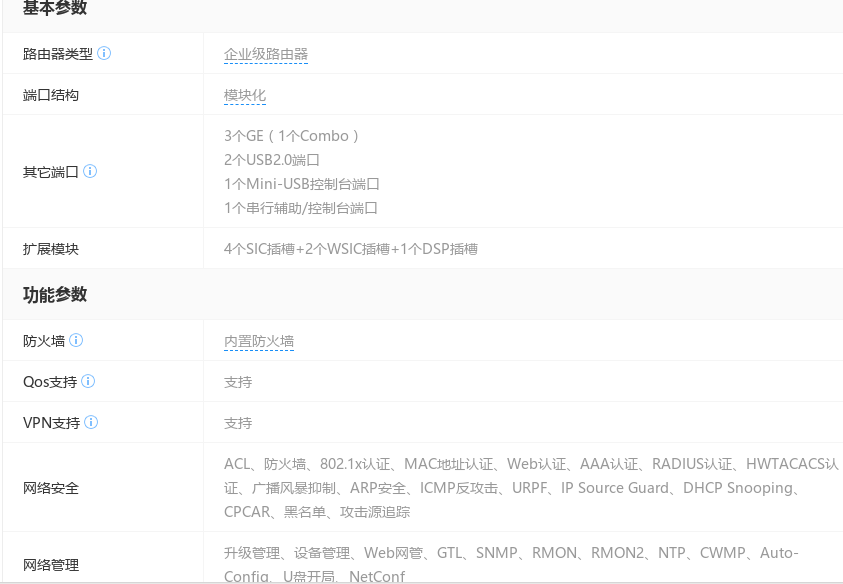 基本参数
路由器类型
企业级路由器
端口结构
模块化
其它端口
3个GE（1个Combo）
2个USB2.0端口
1个Mini-USB控制台端口
1个串行辅助/控制台端口
扩展模块
4个SIC插槽+2个WSIC插槽+1个DSP插槽
功能参数
防火墙
内置防火墙
Qos支持
支持
VPN支持
支持
网络安全
ACL、防火墙、802.1x认证、MAC地址认证、Web认证、AAA认证、RADIUS认证、HWTACACS认
证、广播风暴抑制、ARP安全、ICMP反攻击、URPF、IP Source Guard、DHCP Snooping、
CPCAR、黑名单、攻击源追踪
网络管理
升级管理、设备管理、Web网管、GTL、SNMP、RMON、RMON2、NTP、CWMP、Auto-
Config、U盘开局、NetConf